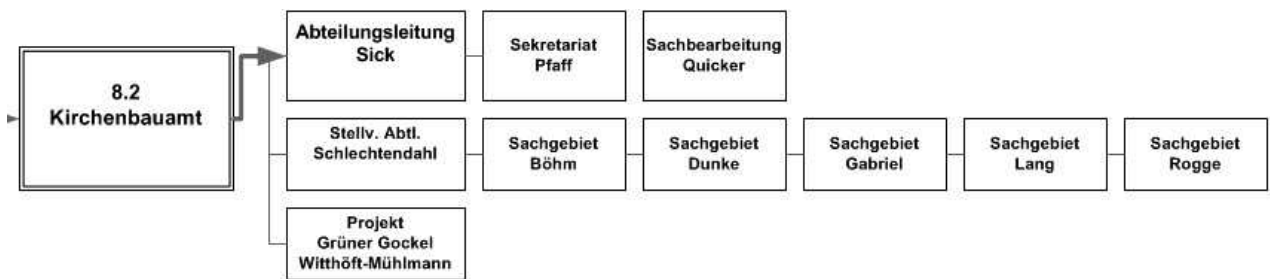 8.2
Kirchenbauamt
Abteilungsleitung
Sick
Sekretariat
Pfaff
Sachbearbeitung
Quicker
Stellv. Abtl.
Schlechtendahl
Sachgebiet
Böhm
Sachgebiet
Dunke
Sachgebiet
Gabriel
Sachgebiet
Lang
Sachgebiet
Rogge
Projekt
Grüner Gockel
Witthöft-Mühlmann